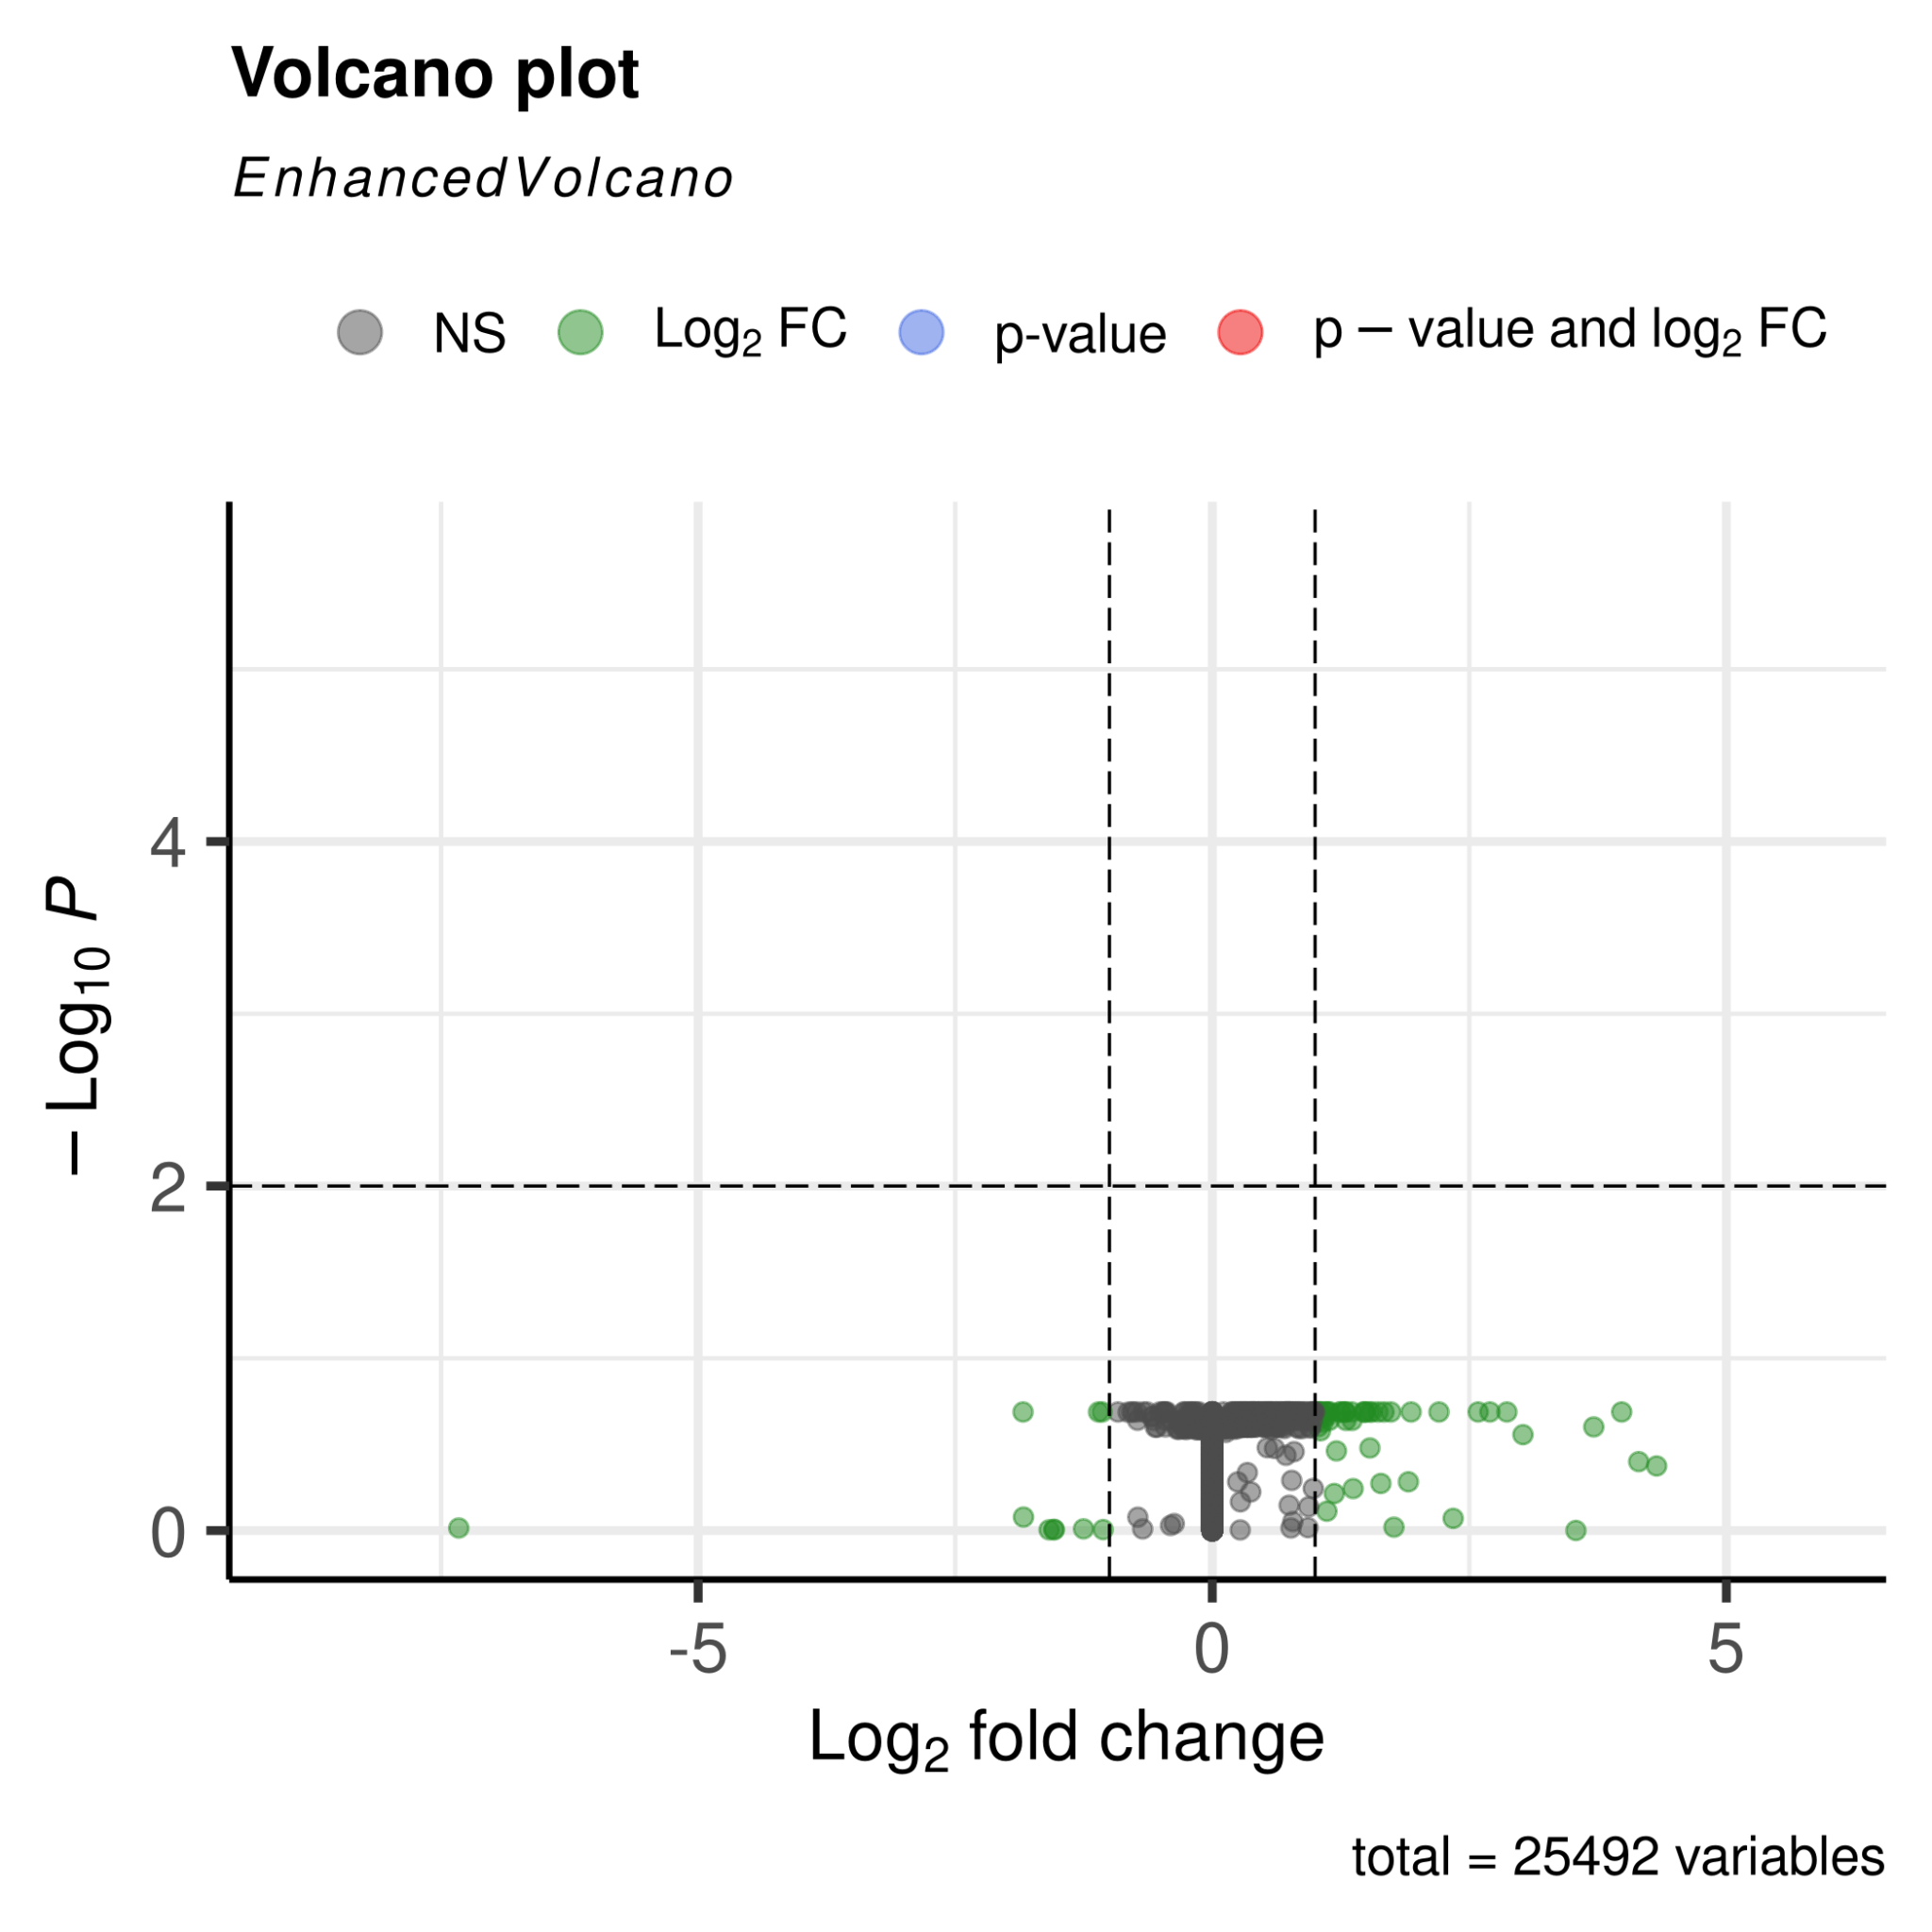 Volcano plot
EnhancedVolcano
NS Log₂ FC p-value p − value and log₂ FC
− Log₁₀ P
4
2
0
-5 0 5
Log₂ fold change
total = 25492 variables